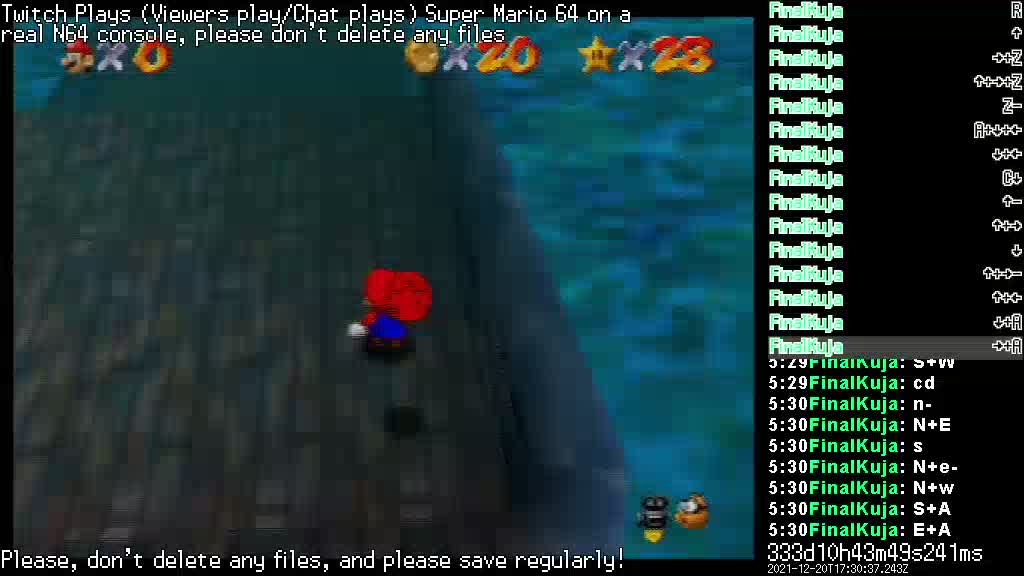 Twitch Plays (Viewers play/Chat plays) Super Mario 64 on a
real N64 console, please don't delete any files
x 0 x 20 x 28
FinalKuja R
FinalKuja ↑
FinalKuja →+Z
FinalKuja ↑+→+Z
FinalKuja Z-
FinalKuja A+↓+←
FinalKuja ↓+←
FinalKuja C↓
FinalKuja ↑-
FinalKuja ↑+→
FinalKuja ↓
FinalKuja ↑+→-
FinalKuja ↑+←
FinalKuja ↓+A
FinalKuja →+A
5:29FinalKuja: S+W
5:29FinalKuja: cd
5:30FinalKuja: n-
5:30FinalKuja: N+E
5:30FinalKuja: s
5:30FinalKuja: N+e-
5:30FinalKuja: N+w
5:30FinalKuja: S+A
5:30FinalKuja: E+A
Please, don't delete any files, and please save regularly!
333d10h43m49s241ms
2021-12-20T17:30:37.243Z